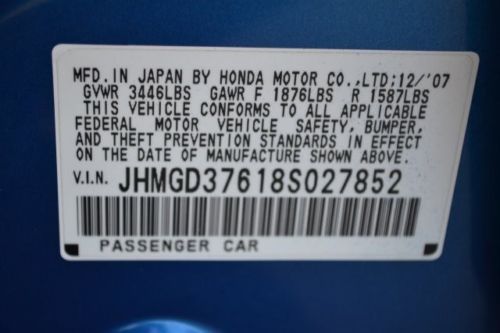 MFD.IN JAPAN BY HONDA MOTOR CO.,LTD:12/'07
GVWR 3446LBS GAWR F 1876LBS R 1587LBS
THIS VEHICLE CONFORMS TO ALL APPLICABLE
FEDERAL MOTOR VEHICLE SAFETY, BUMPER,
AND THEFT PREVENTION STANDARDS IN EFFECT
ON THE DATE OF MANUFACTURE SHOWN ABOVE.
V.I.N. JHMGD37618S027852
PASSENGER CAR